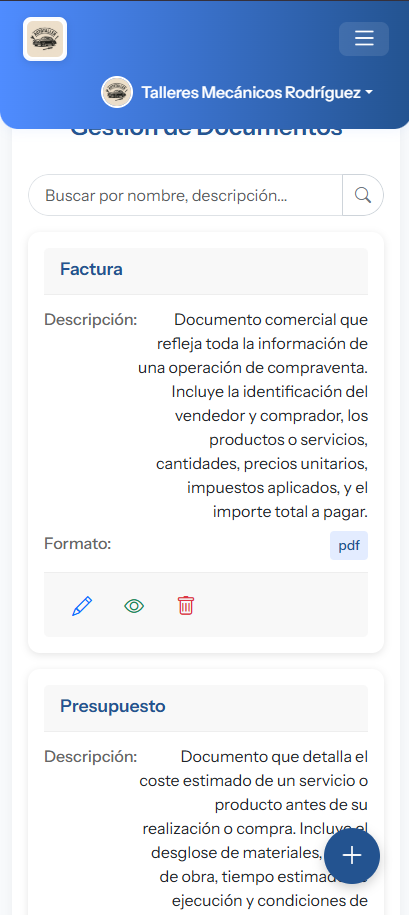 Talleres Mecánicos Rodríguez
Gestión de Documentos
Buscar por nombre, descripción...
Factura
Descripción: Documento comercial que
refleja toda la información de
una operación de compraventa.
Incluye la identificación del
vendedor y comprador, los
productos o servicios,
cantidades, precios unitarios,
impuestos aplicados, y el
importe total a pagar.
Formato: pdf
Presupuesto
Descripción: Documento que detalla el
coste estimado de un servicio o
producto antes de su
realización o compra. Incluye el
desglose de materiales,
de obra, tiempo estimado
ejecución y condiciones de